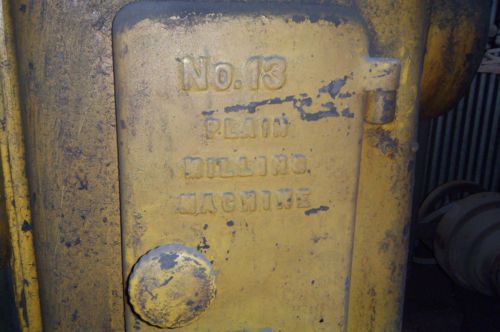 No. 13
PLAIN
MILLING
MACHINE